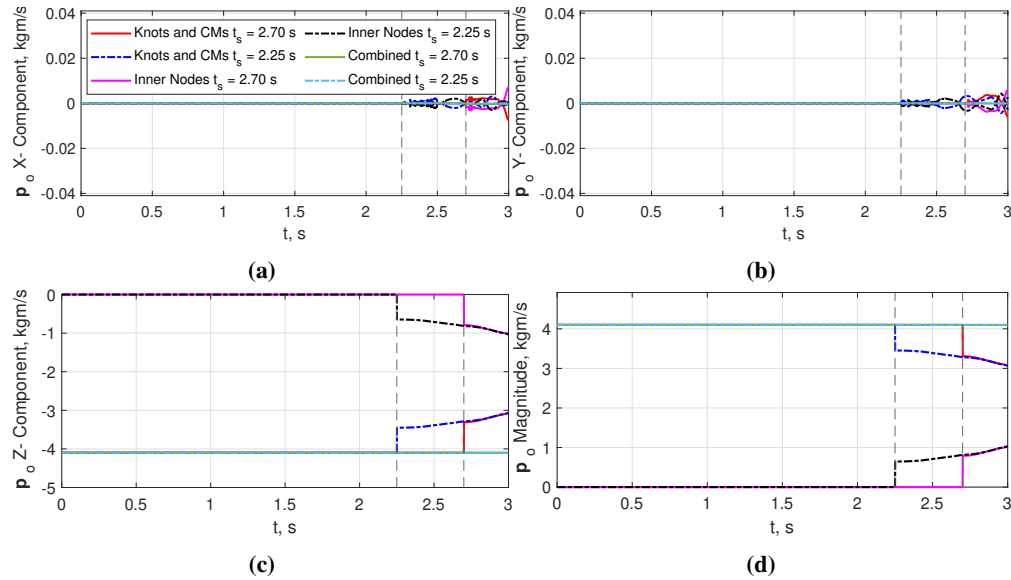 0.04
0.02
0
-0.02
-0.04
p_o X- Component, kgm/s
Knots and CMs t_s = 2.70 s
Knots and CMs t_s = 2.25 s
Inner Nodes t_s = 2.70 s
Inner Nodes t_s = 2.25 s
Combined t_s = 2.70 s
Combined t_s = 2.25 s
0 0.5 1 1.5 2 2.5 3
t, s
(a)
0.04
0.02
0
-0.02
-0.04
p_o Y- Component, kgm/s
0 0.5 1 1.5 2 2.5 3
t, s
(b)
0
-1
-2
-3
-4
-5
p_o Z- Component, kgm/s
0 0.5 1 1.5 2 2.5 3
t, s
(c)
4
3
2
1
0
p_o Magnitude, kgm/s
0 0.5 1 1.5 2 2.5 3
t, s
(d)